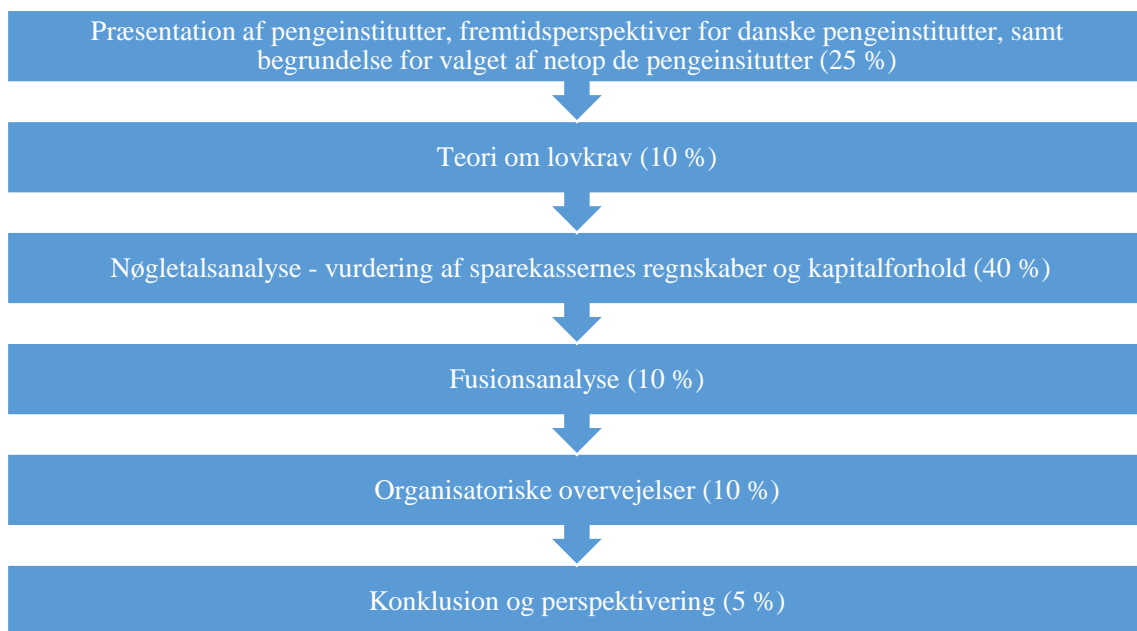 Præsentation af pengeinstitutter, fremtidsperspektiver for danske pengeinstitutter, samt
begrundelse for valget af netop de pengeinsitutter (25 %)
Teori om lovkrav (10 %)
Nøgletalsanalyse - vurdering af sparekassernes regnskaber og kapitalforhold (40 %)
Fusionsanalyse (10 %)
Organisatoriske overvejelser (10 %)
Konklusion og perspektivering (5 %)